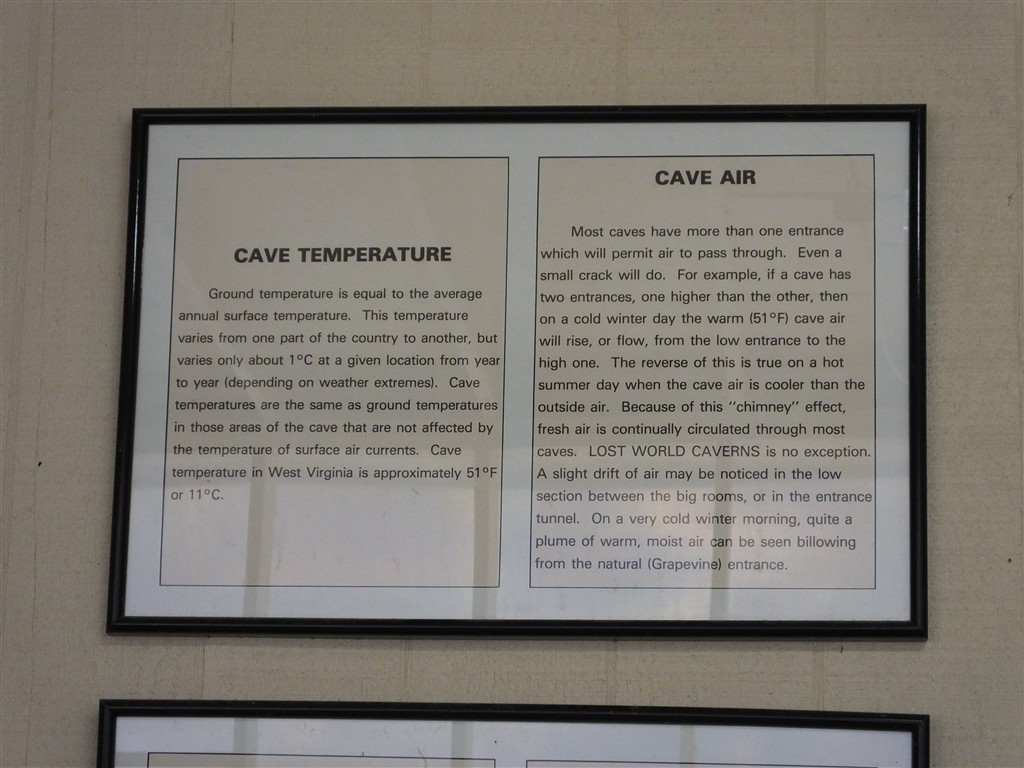 CAVE TEMPERATURE
Ground temperature is equal to the average
annual surface temperature. This temperature
varies from one part of the country to another, but
varies only about 1°C at a given location from year
to year (depending on weather extremes). Cave
temperatures are the same as ground temperatures
in those areas of the cave that are not affected by
the temperature of surface air currents. Cave
temperature in West Virginia is approximately 51°F
or 11°C.
CAVE AIR
Most caves have more than one entrance
which will permit air to pass through. Even a
small crack will do. For example, if a cave has
two entrances, one higher than the other, then
on a cold winter day the warm (51°F) cave air
will rise, or flow, from the low entrance to the
high one. The reverse of this is true on a hot
summer day when the cave air is cooler than the
outside air. Because of this "chimney" effect,
fresh air is continually circulated through most
caves. LOST WORLD CAVERNS is no exception.
A slight drift of air may be noticed in the low
section between the big rooms, or in the entrance
tunnel. On a very cold winter morning, quite a
plume of warm, moist air can be seen billowing
from the natural (Grapevine) entrance.